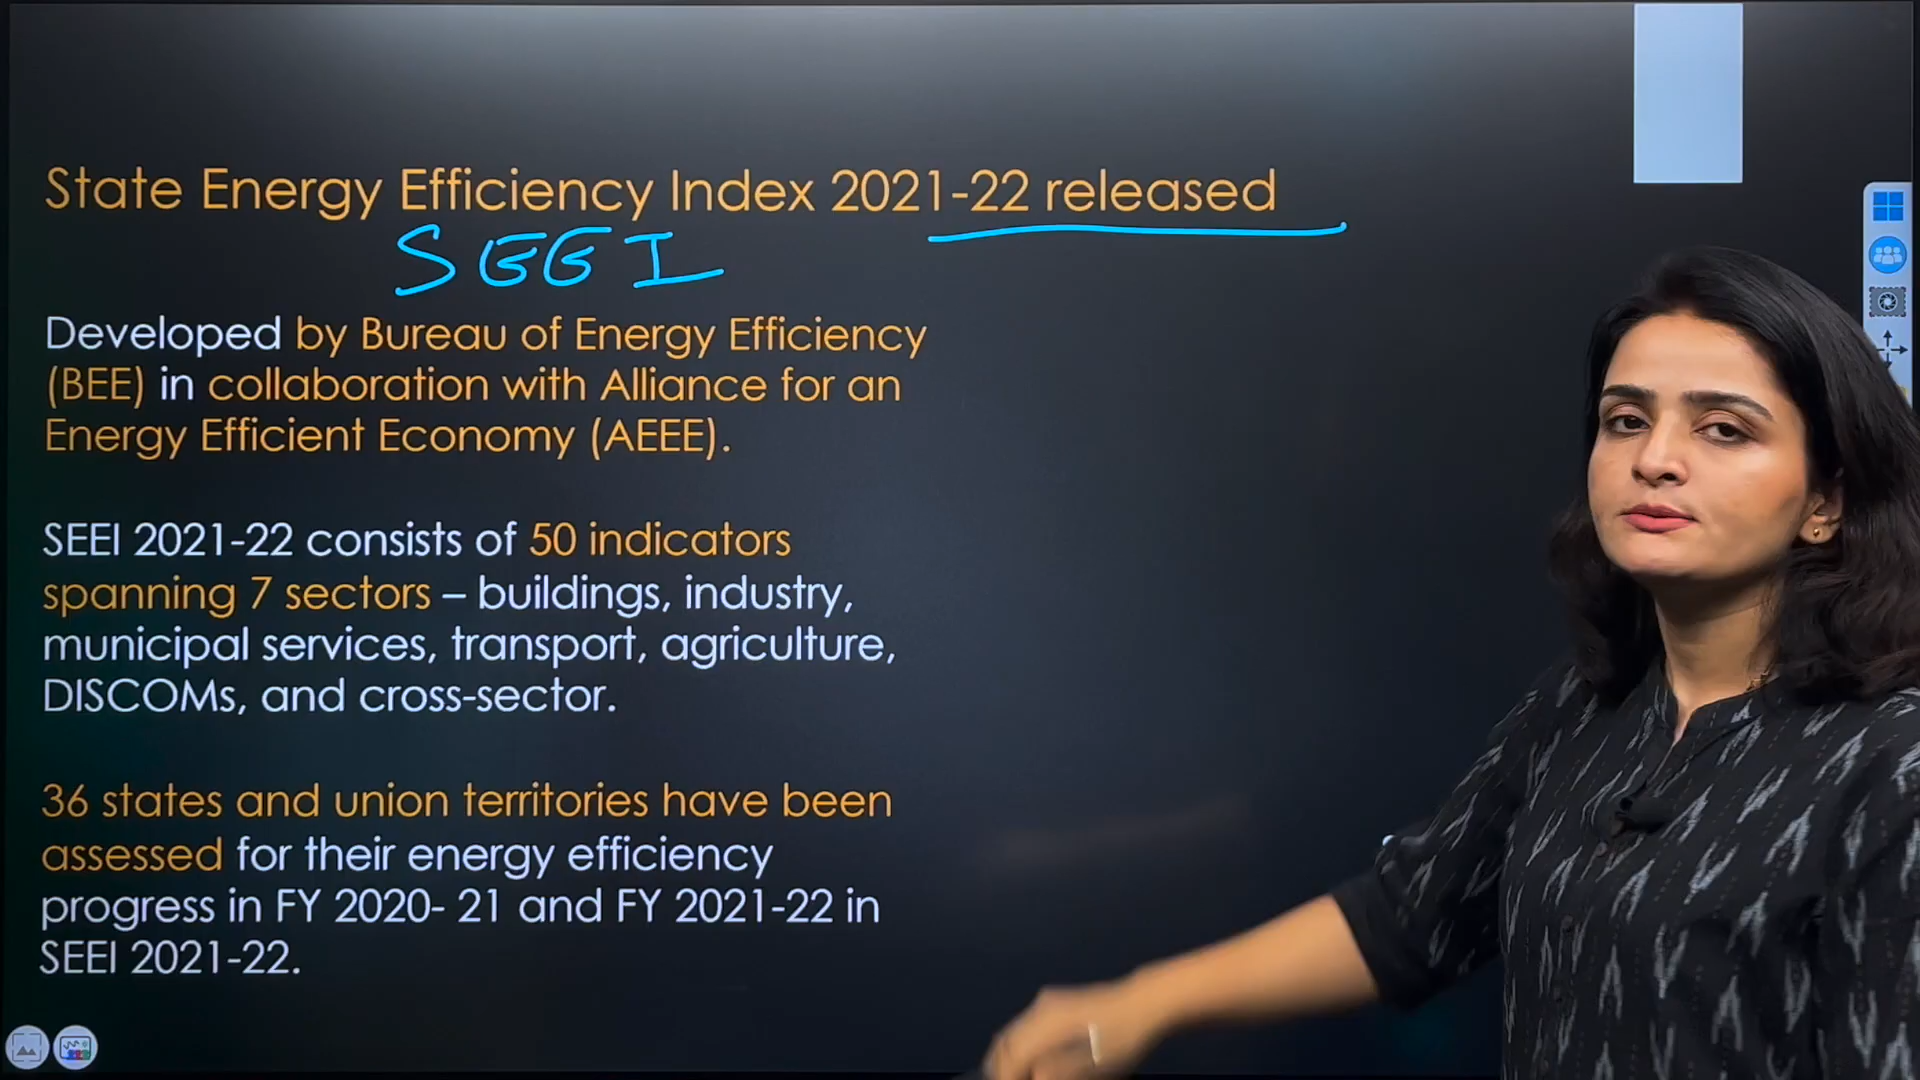 State Energy Efficiency Index 2021-22 released
SEEI
Developed by Bureau of Energy Efficiency
(BEE) in collaboration with Alliance for an
Energy Efficient Economy (AEEE).
SEEI 2021-22 consists of 50 indicators
spanning 7 sectors – buildings, industry,
municipal services, transport, agriculture,
DISCOMs, and cross-sector.
36 states and union territories have been
assessed for their energy efficiency
progress in FY 2020- 21 and FY 2021-22 in
SEEI 2021-22.